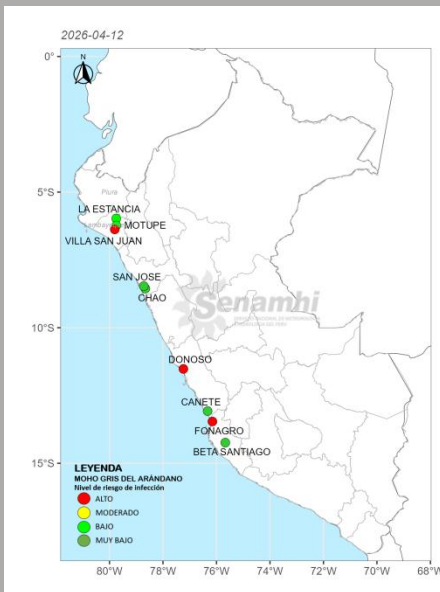 2026-04-12
N
0°
Piura
LA ESTANCIA
5°S
MOTUPE
VILLA SAN JUAN
SAN JOSE
CHAO
Senamhi
10°S
DONOSO
CANETE
FONAGRO
BETA SANTIAGO
15°S
LEYENDA
MOHO GRIS DEL ARÁNDANO
Nivel de riesgo de infección
ALTO
MODERADO
BAJO
MUY BAJO
80°W 78°W 76°W 74°W 72°W 70°W 68°W